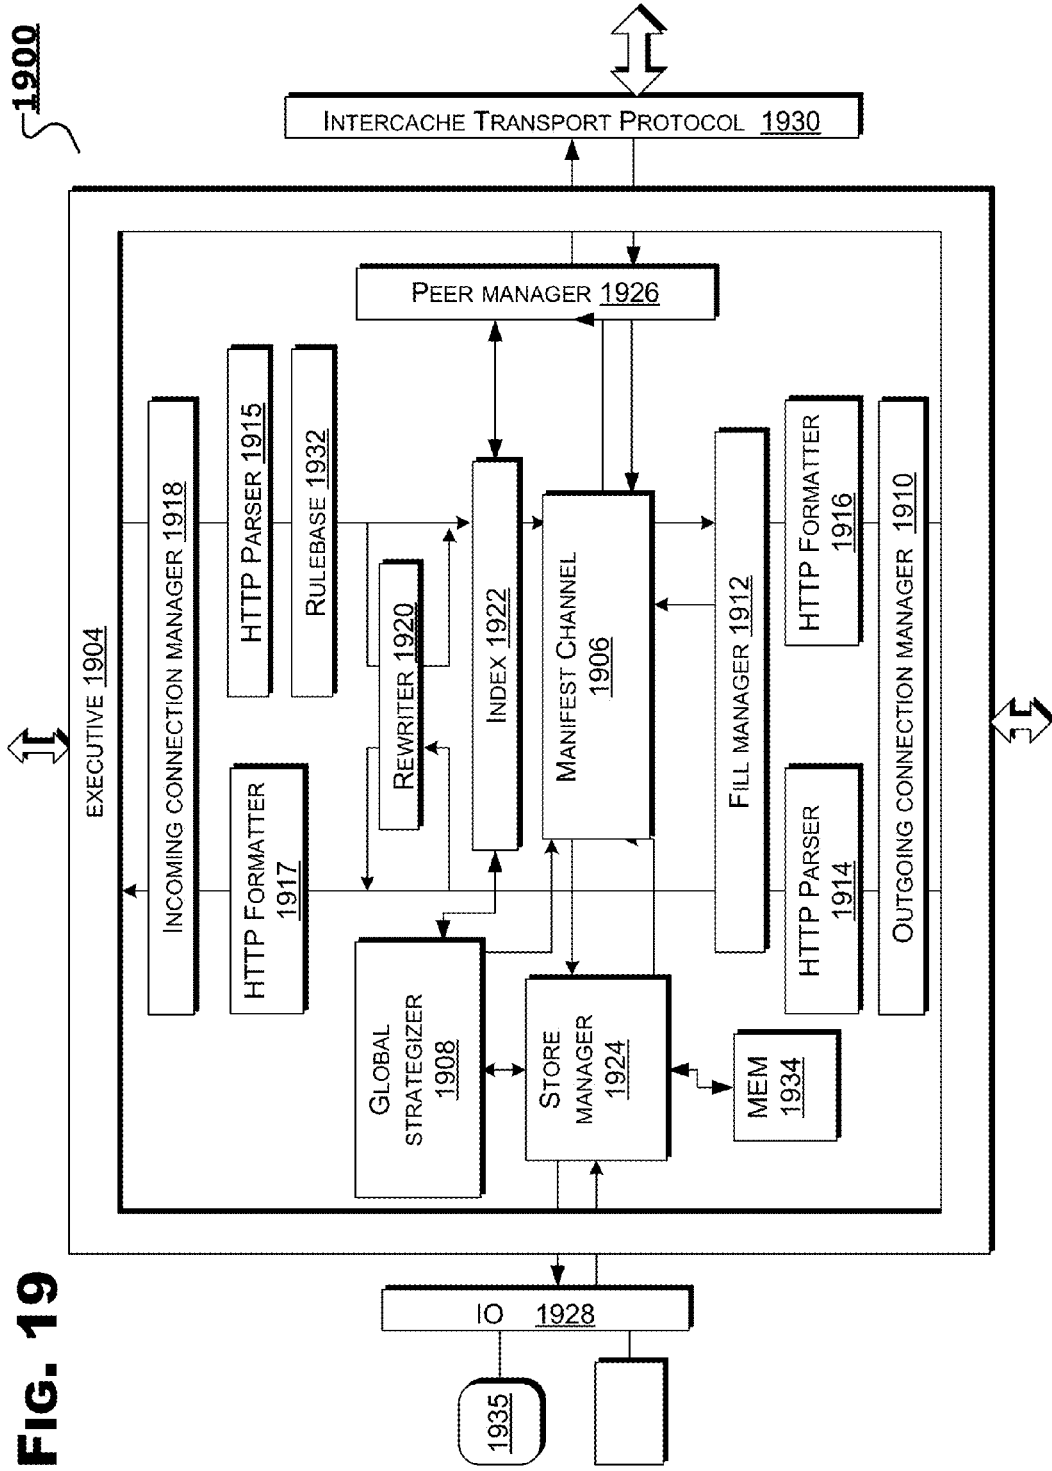 FIG. 19
1900
EXECUTIVE 1904
INCOMING CONNECTION MANAGER 1918
HTTP FORMATTER
1917
HTTP PARSER 1915
RULEBASE 1932
REWRITER 1920
GLOBAL
STRATEGIZER
1908
INDEX 1922
PEER MANAGER 1926
INTERCACHE TRANSPORT PROTOCOL 1930
IO 1928
1935
STORE
MANAGER
1924
MANIFEST CHANNEL
1906
MEM
1934
FILL MANAGER 1912
HTTP PARSER
1914
HTTP FORMATTER
1916
OUTGOING CONNECTION MANAGER 1910